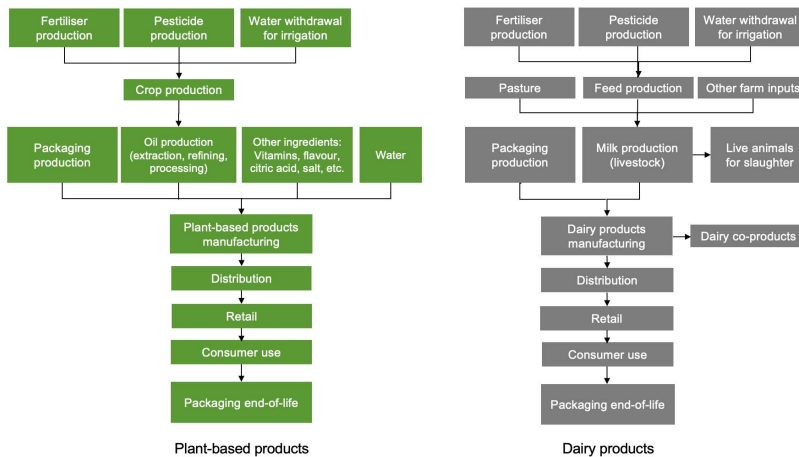 Fertiliser
production
Pesticide
production
Water withdrawal
for irrigation
Crop production
Packaging
production
Oil production
(extraction, refining,
processing)
Other ingredients:
Vitamins, flavour,
citric acid, salt, etc.
Water
Plant-based products
manufacturing
Distribution
Retail
Consumer use
Packaging end-of-life
Plant-based products
Fertiliser
production
Pesticide
production
Water withdrawal
for irrigation
Pasture
Feed production
Other farm inputs
Packaging
production
Milk production
(livestock)
Live animals
for slaughter
Dairy products
manufacturing
Dairy co-products
Distribution
Retail
Consumer use
Packaging end-of-life
Dairy products